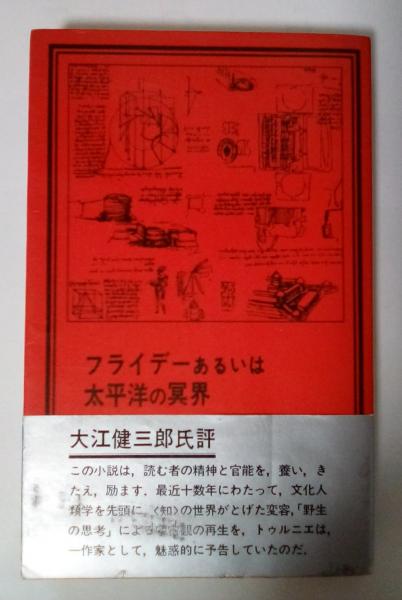 フライデーあるいは
太平洋の冥界
大江健三郎氏評
この小説は，読む者の精神と官能を，養い，き
たえ，励ます．最近十数年にわたって，文化人
類学を先頭に，〈知〉の世界がとげた変容，「野生
の思考」による 観の再生を，トゥルニエは，
一作家として，魅惑的に予告していたのだ．